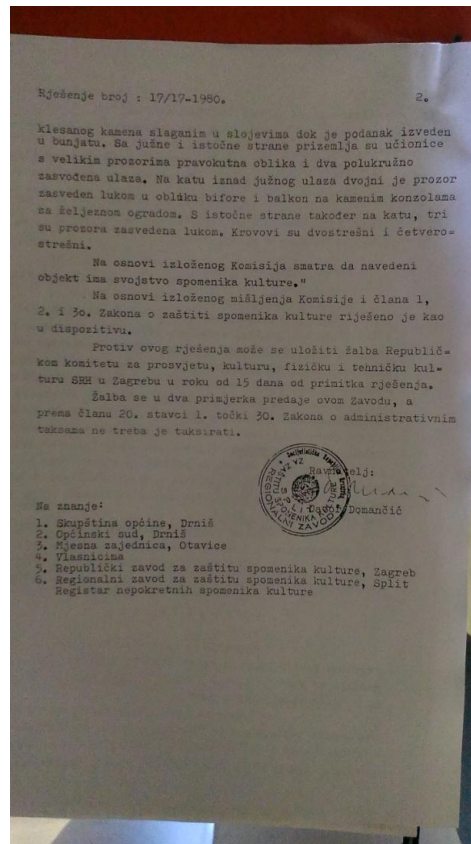 Rješenje broj : 17/17-1980.
2.
klesanog kamena slaganim u slojevima dok je podanak izveden
u bunjatu. Sa južne i istočne strane prizemlja su učionice
s velikim prozorima pravokutna oblika i dva polukružno
zasvođena ulaza. Na katu iznad južnog ulaza dvojni je prozor
zasveden lukom u obliku bifore i balkon na kamenim konzolama
sa željeznom ogradom. S istočne strane također na katu, tri
su prozora zasvedena lukom. Krovovi su dvostrešni i četvero=
strešni.
Na osnovi izloženog Komisija smatra da navedeni
objekt ima svojstvo spomenika kulture."
Na osnovi izloženog mišljenja Komisije i člana 1,
2. i 3o. Zakona o zaštiti spomenika kulture riješeno je kao
u dispozitivu.
Protiv ovog rješenja može se uložiti žalba Republič=
kom komitetu za prosvjetu, kulturu, fizičku i tehničku kul=
turu SRH u Zagrebu u roku od 15 dana od primitka rješenja.
Žalba se u dva primjerka predaje ovom Zavodu, a
prema članu 20. stavci 1. točki 30. Zakona o administrativnim
taksama ne treba je taksirati.
REGIONALNI ZAVOD ZA ZAŠTITU SPOMENIKA KULTURE
SPLIT
Domančić
Na znanje:
1. Skupština općine, Drniš
2. Općinski sud, Drniš
3. Mjesna zajednica, Otavice
4. Vlasnicima
5. Republički zavod za zaštitu spomenika kulture, Zagreb
6. Regionalni zavod za zaštitu spomenika kulture, Split
Registar nepokretnih spomenika kulture